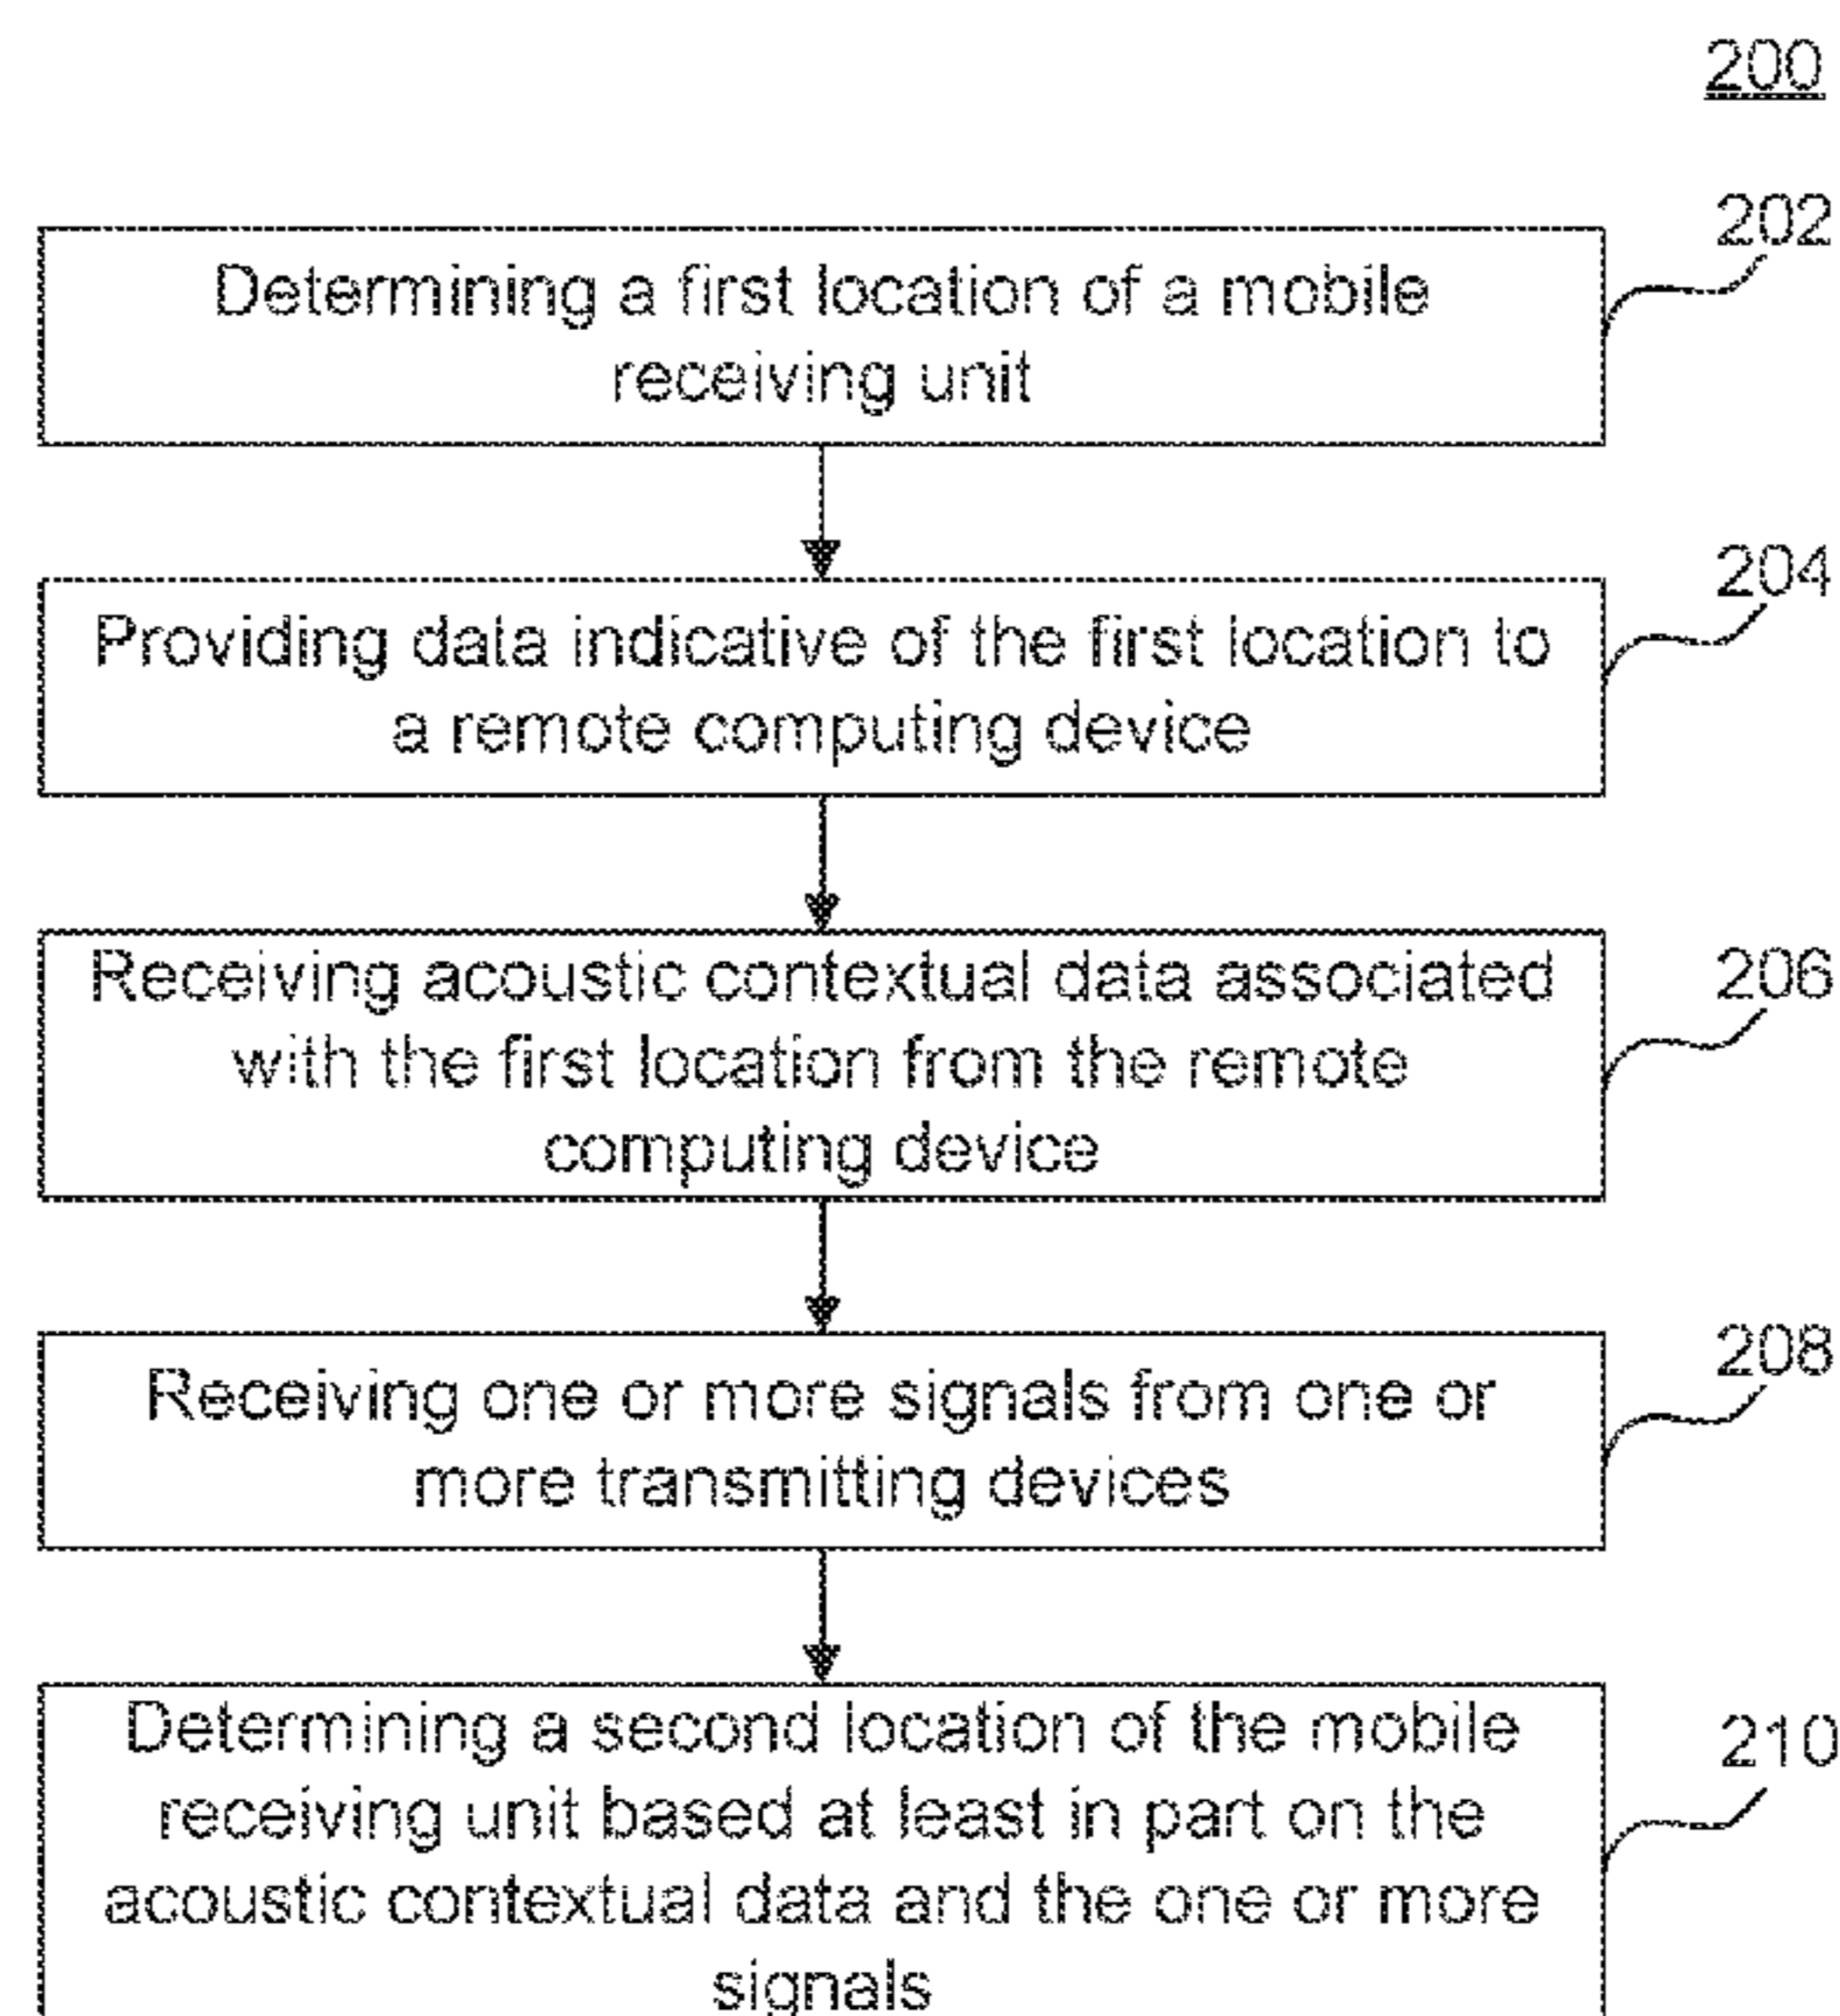 200
202
Determining a first location of a mobile
receiving unit
204
Providing data indicative of the first location to
a remote computing device
206
Receiving acoustic contextual data associated
with the first location from the remote
computing device
208
Receiving one or more signals from one or
more transmitting devices
210
Determining a second location of the mobile
receiving unit based at least in part on the
acoustic contextual data and the one or more
signals